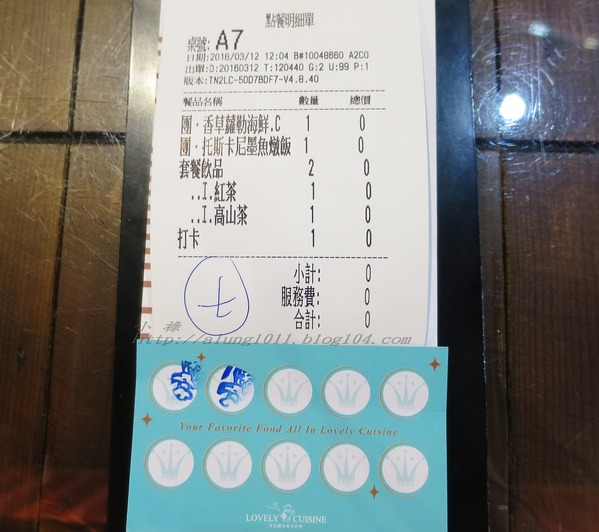 點餐明細單
桌號: A7
日期:2016/03/12 12:04 B#10048660 A2C0
出單:D:20160312 T:120440 G:2 U:99 P:1
版本:TN2LC-5DD7BDF7-V4.8.40
餐品名稱 數量 總價
團‧香草蘿勒海鮮.C 1 0
團‧托斯卡尼墨魚燉飯 1 0
套餐飲品 2 0
..I.紅茶 1 0
..I.高山茶 1 0
打卡 1 0
小計: 0
服務費: 0
合計: 0
七
小 祿
http://alung1011.blog104.com
Your Favorite Food All In Lovely Cuisine
LOVELY CUISINE